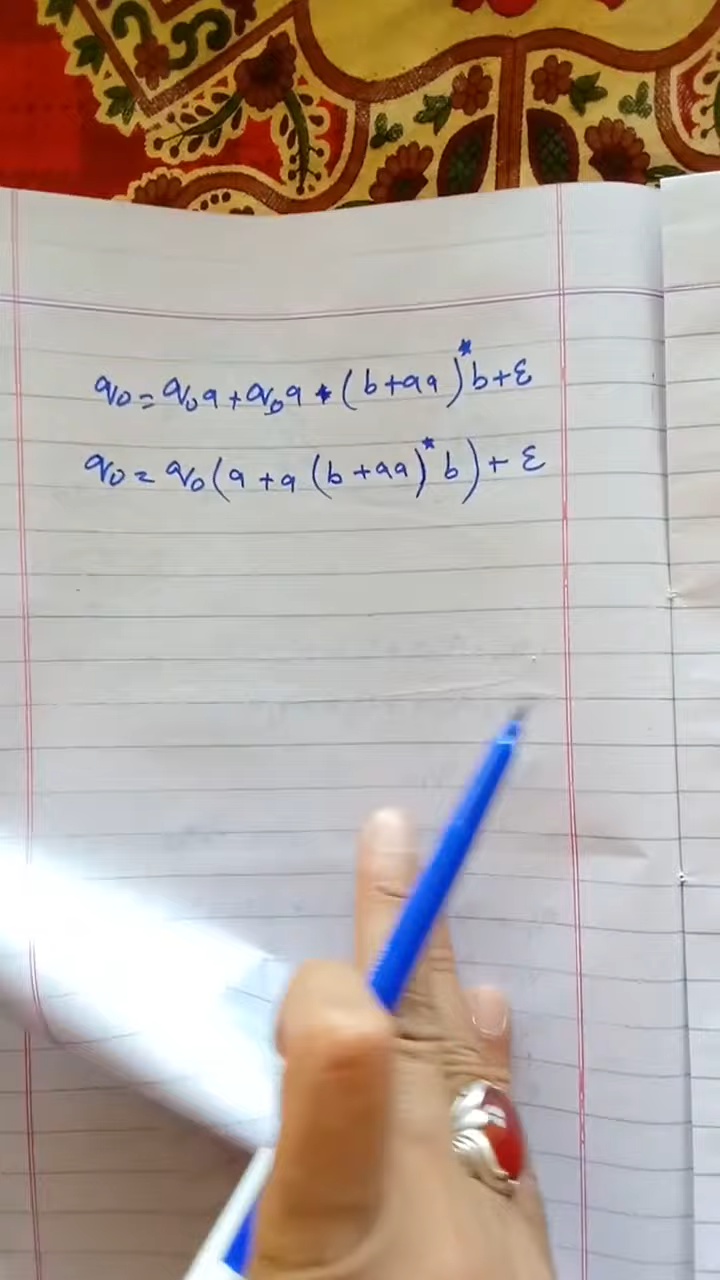 q₀ = q₀a + q₀a * (b+aa)*b+ε
q₀ = q₀(a + a (b + aa)* b) + ε